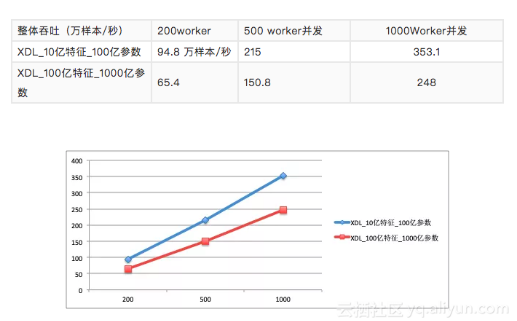 整体吞吐（万样本/秒） 200worker 500 worker并发 1000Worker并发
XDL_10亿特征_100亿参数 94.8 万样本/秒 215 353.1
XDL_100亿特征_1000亿参
数 65.4 150.8 248
400
350
300
250
200
150
100
50
0
200 500 1000
XDL_10亿特征_100亿参数
XDL_100亿特征_1000亿参数
云栖社区 yq.aliyun.com